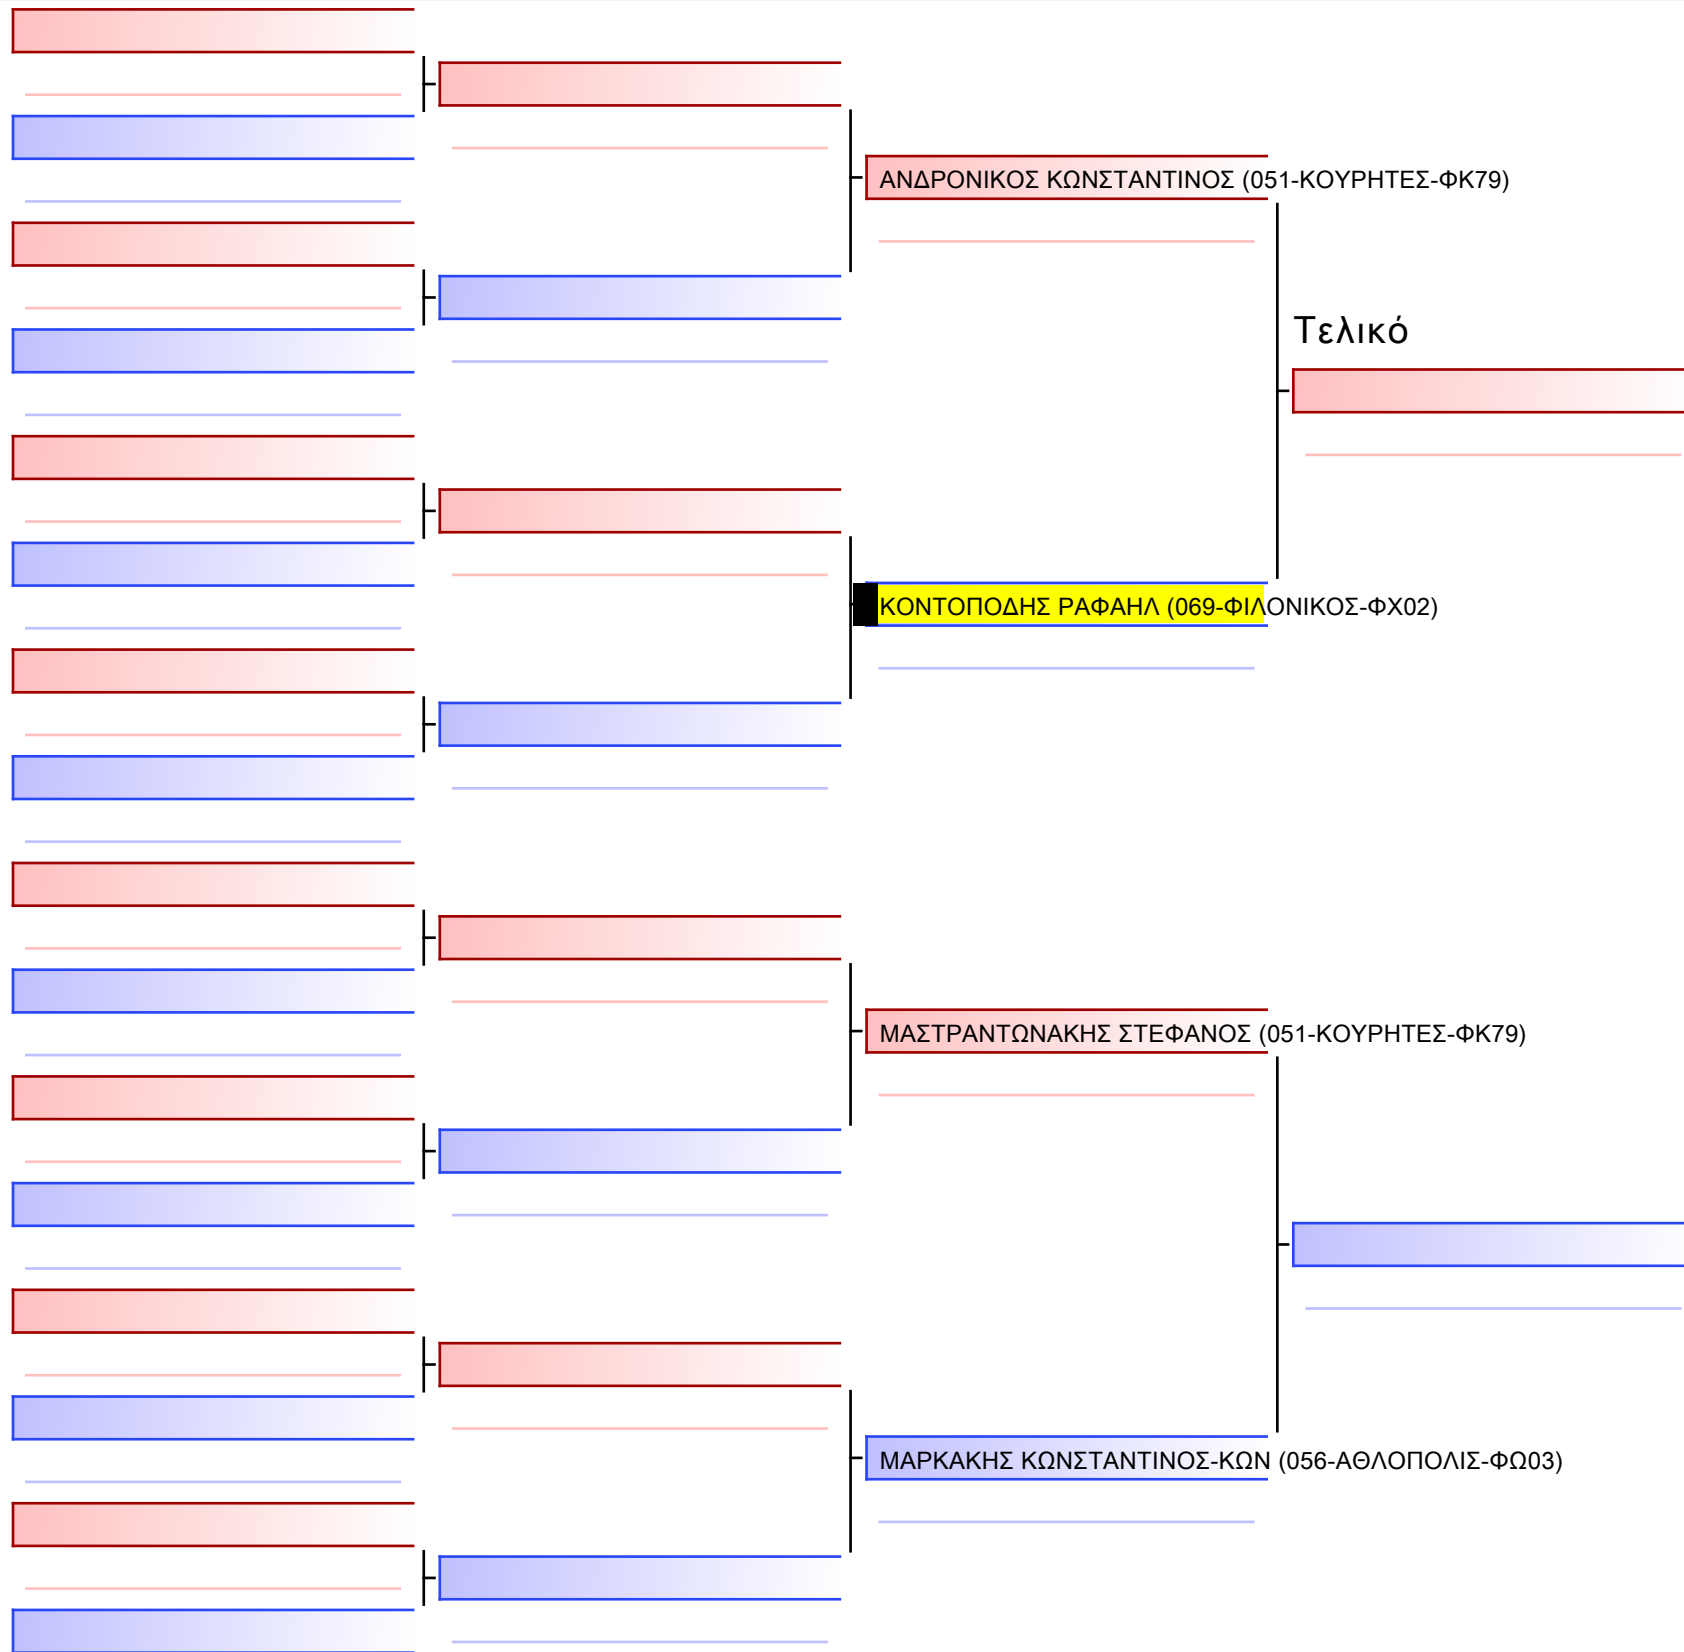 ΑΝΔΡΟΝΙΚΟΣ ΚΩΝΣΤΑΝΤΙΝΟΣ (051-ΚΟΥΡΗΤΕΣ-ΦΚ79)
Τελικό
ΚΟΝΤΟΠΟΔΗΣ ΡΑΦΑΗΛ (069-ΦΙΛΟΝΙΚΟΣ-ΦΧ02)
ΜΑΣΤΡΑΝΤΩΝΑΚΗΣ ΣΤΕΦΑΝΟΣ (051-ΚΟΥΡΗΤΕΣ-ΦΚ79)
ΜΑΡΚΑΚΗΣ ΚΩΝΣΤΑΝΤΙΝΟΣ-ΚΩΝ (056-ΑΘΛΟΠΟΛΙΣ-ΦΩ03)